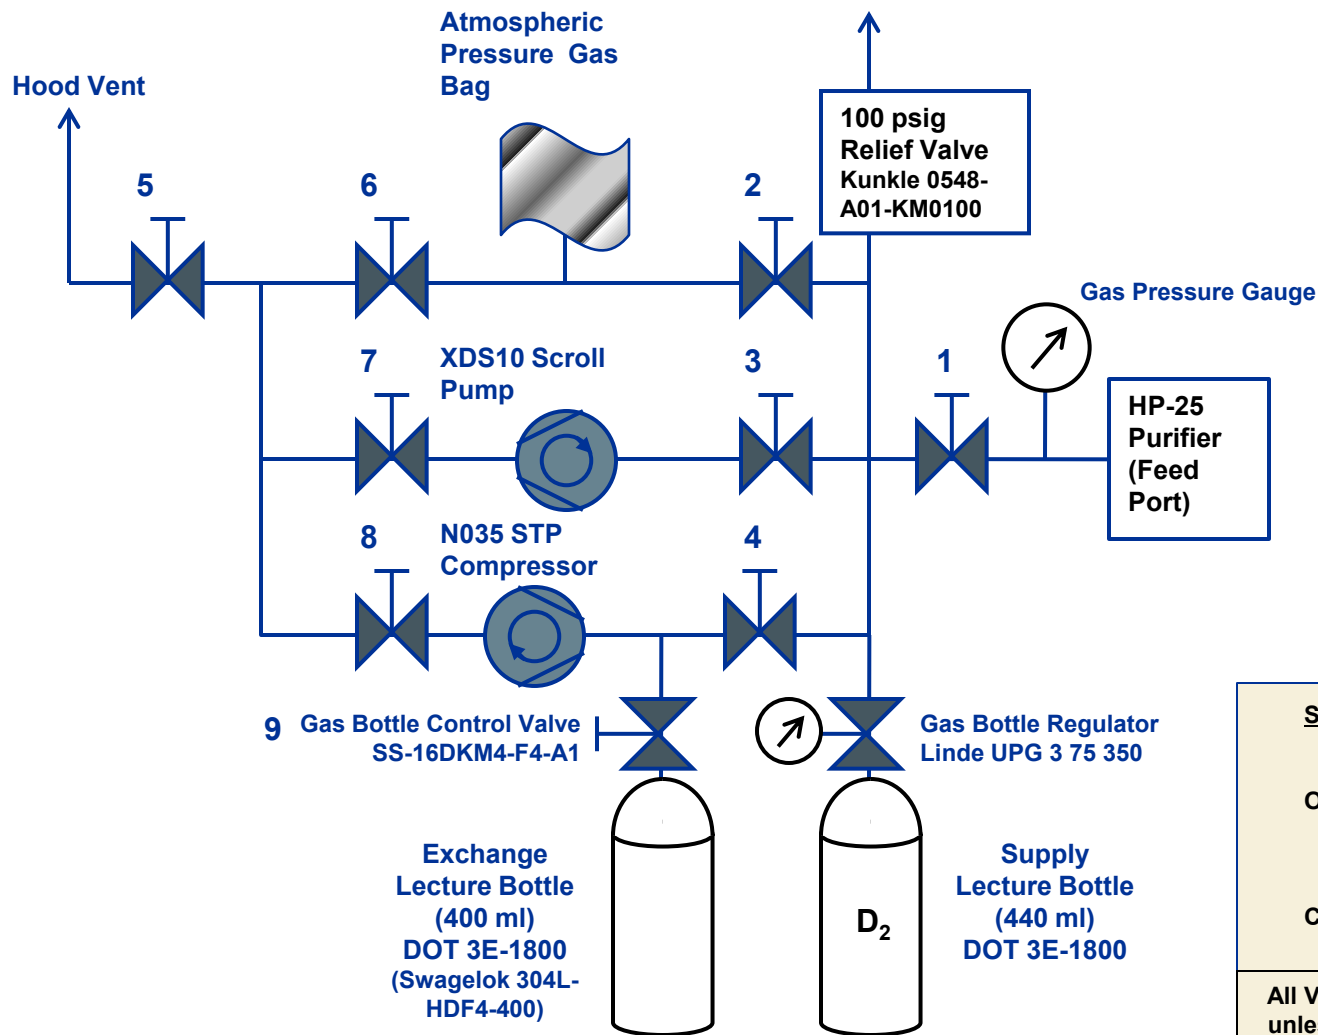 Atmospheric
Pressure Gas
Bag
Hood Vent
100 psig
Relief Valve
Kunkle 0548-
A01-KM0100
5
6
2
Gas Pressure Gauge
7
XDS10 Scroll
Pump
3
1
HP-25
Purifier
(Feed
Port)
8
N035 STP
Compressor
4
9
Gas Bottle Control Valve
SS-16DKM4-F4-A1
Gas Bottle Regulator
Linde UPG 3 75 350
Exchange
Lecture Bottle
(400 ml)
DOT 3E-1800
(Swagelok 304L-
HDF4-400)
D₂
Supply
Lecture Bottle
(440 ml)
DOT 3E-1800
S
O
C
All V